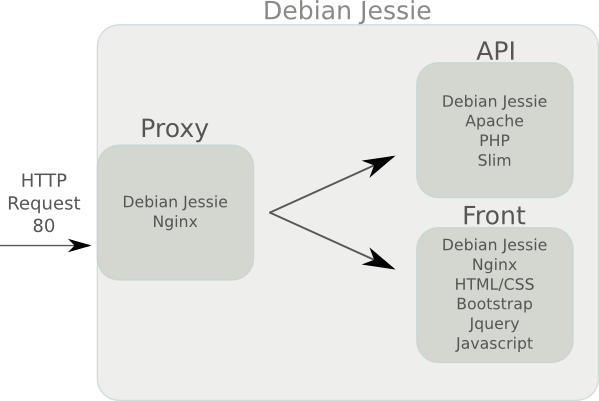 Debian Jessie
API
Debian Jessie
Apache
PHP
Slim
Proxy
Debian Jessie
Nginx
HTTP
Request
80
Front
Debian Jessie
Nginx
HTML/CSS
Bootstrap
Jquery
Javascript